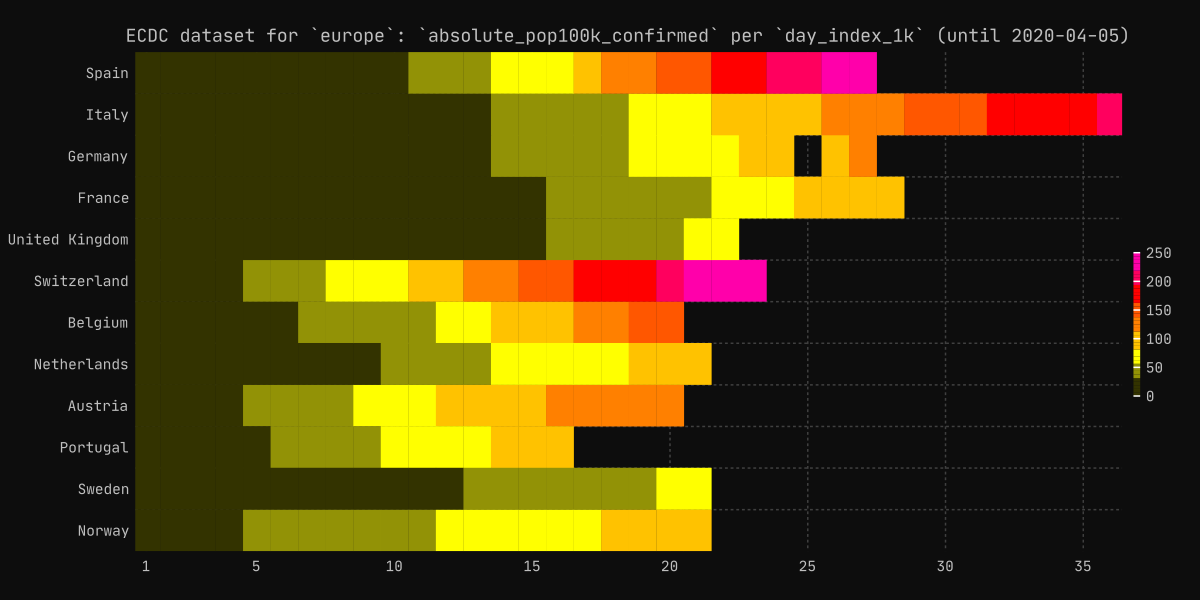 ECDC dataset for `europe`: `absolute_pop100k_confirmed` per `day_index_1k` (until 2020-04-05)
Spain
Italy
Germany
France
United Kingdom
Switzerland
Belgium
Netherlands
Austria
Portugal
Sweden
Norway
1 5 10 15 20 25 30 35
250
200
150
100
50
0